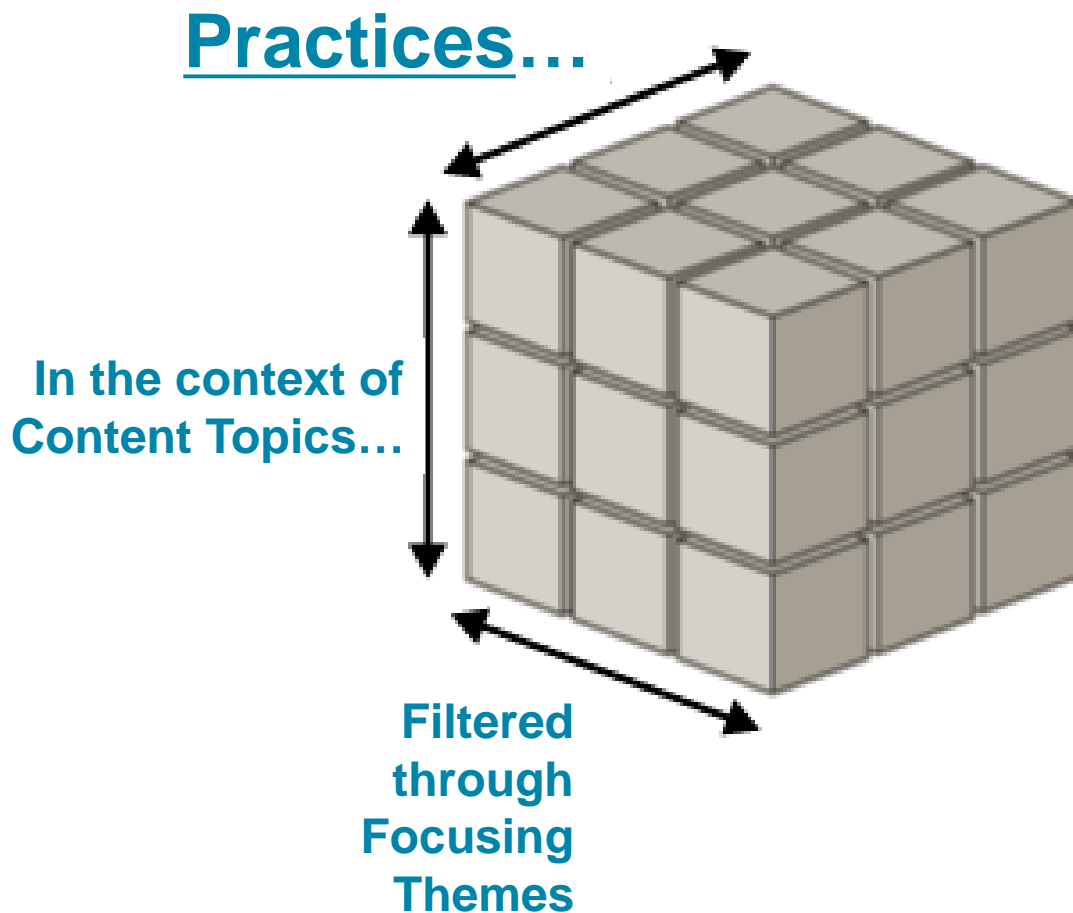 Practices…
In the context of
Content Topics…
Filtered
through
Focusing
Themes